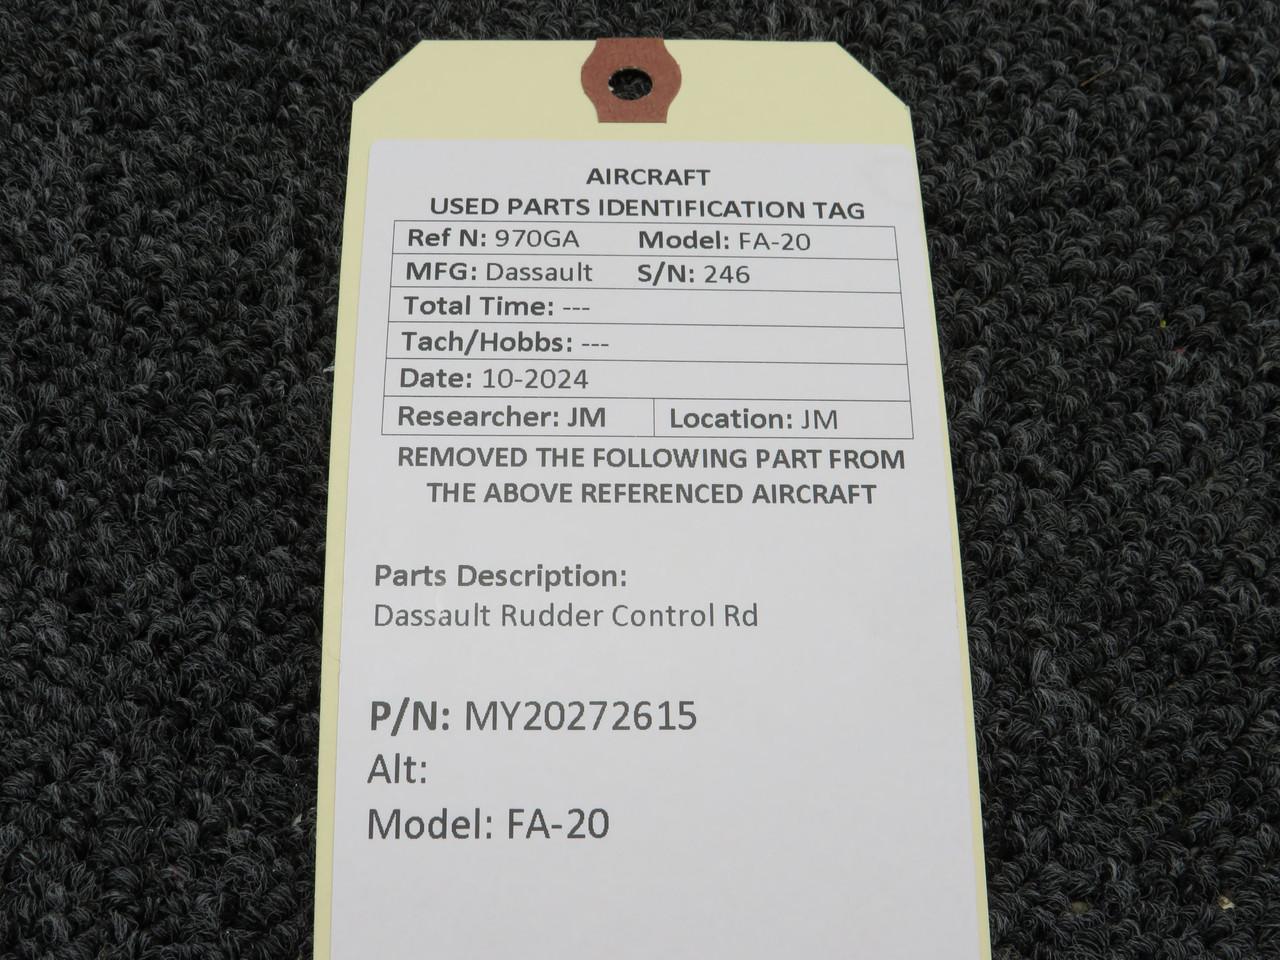 AIRCRAFT
USED PARTS IDENTIFICATION TAG
Ref N: 970GA Model: FA-20
MFG: Dassault S/N: 246
Total Time: ---
Tach/Hobbs: ---
Date: 10-2024
Researcher: JM Location: JM
REMOVED THE FOLLOWING PART FROM
THE ABOVE REFERENCED AIRCRAFT
Parts Description:
Dassault Rudder Control Rd
P/N: MY20272615
Alt:
Model: FA-20